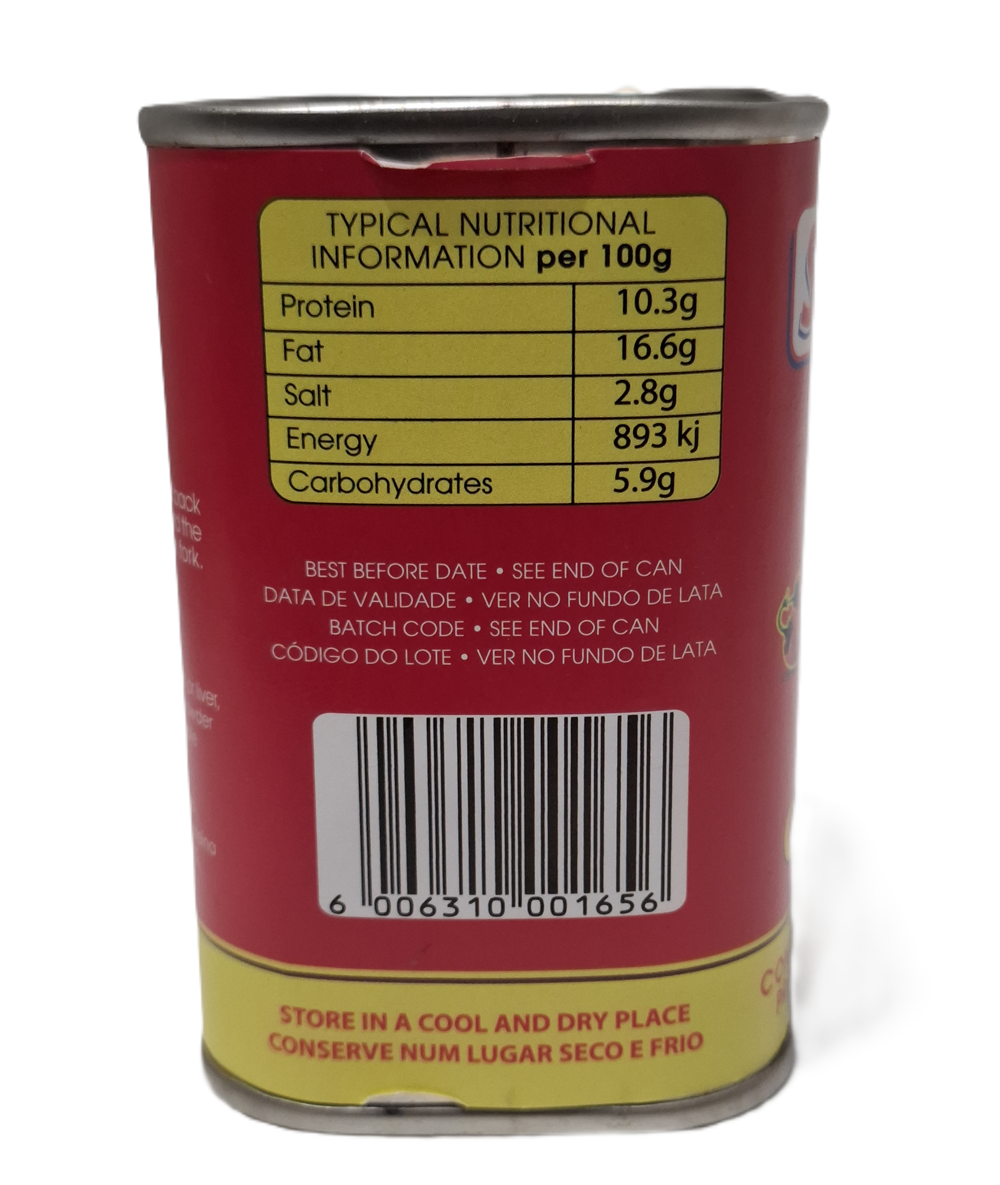 TYPICAL NUTRITIONAL
INFORMATION per 100g
Protein 10.3g
Fat 16.6g
Salt 2.8g
Energy 893 kj
Carbohydrates 5.9g
the
fork.
BEST BEFORE DATE • SEE END OF CAN
DATA DE VALIDADE • VER NO FUNDO DE LATA
BATCH CODE • SEE END OF CAN
CÓDIGO DO LOTE • VER NO FUNDO DE LATA
liver,
6 006310 001656
STORE IN A COOL AND DRY PLACE
CONSERVE NUM LUGAR SECO E FRIO